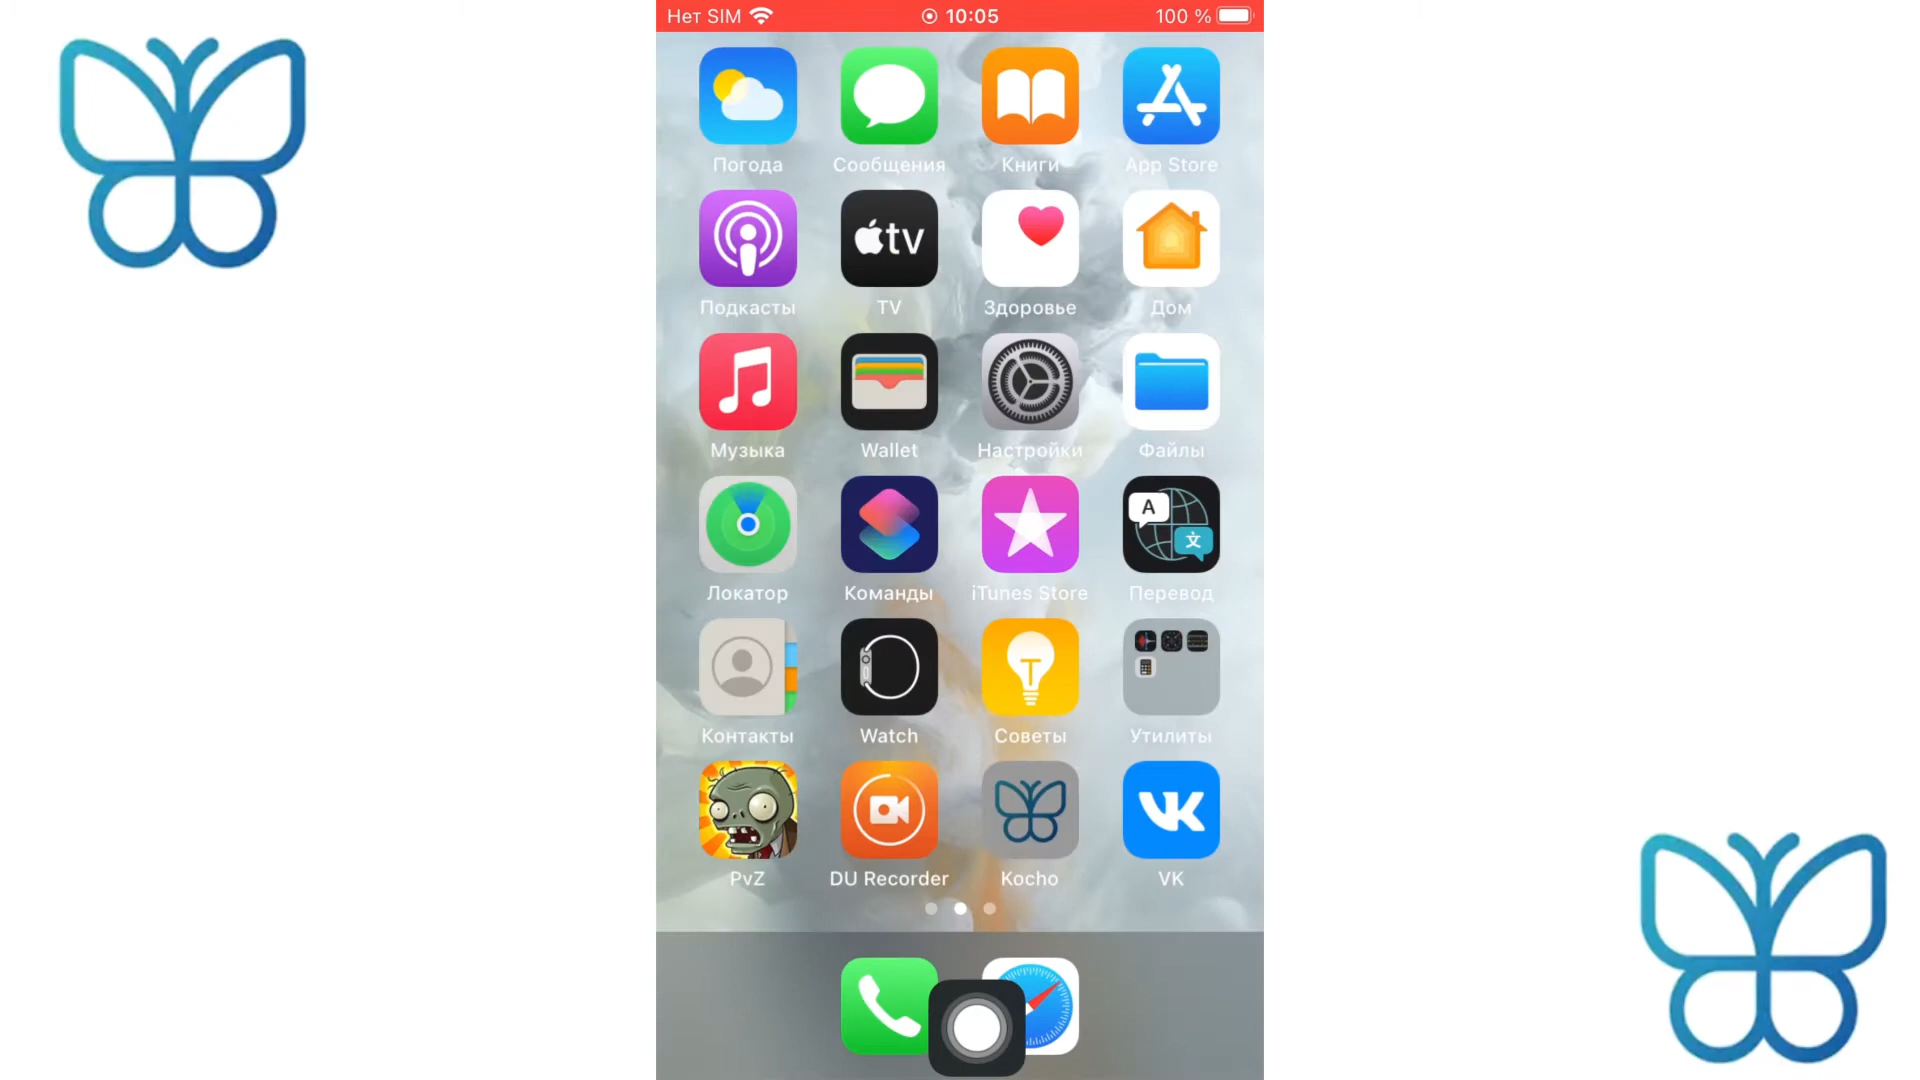 Нет SIM 10:05 100 %
Погода Сообщения Книги App Store
tv
Подкасты TV Здоровье Дом
Музыка Wallet Настройки Файлы
A 文
Локатор Команды iTunes Store Перевод
Контакты Watch Советы Утилиты
VK
PvZ DU Recorder Kocho VK